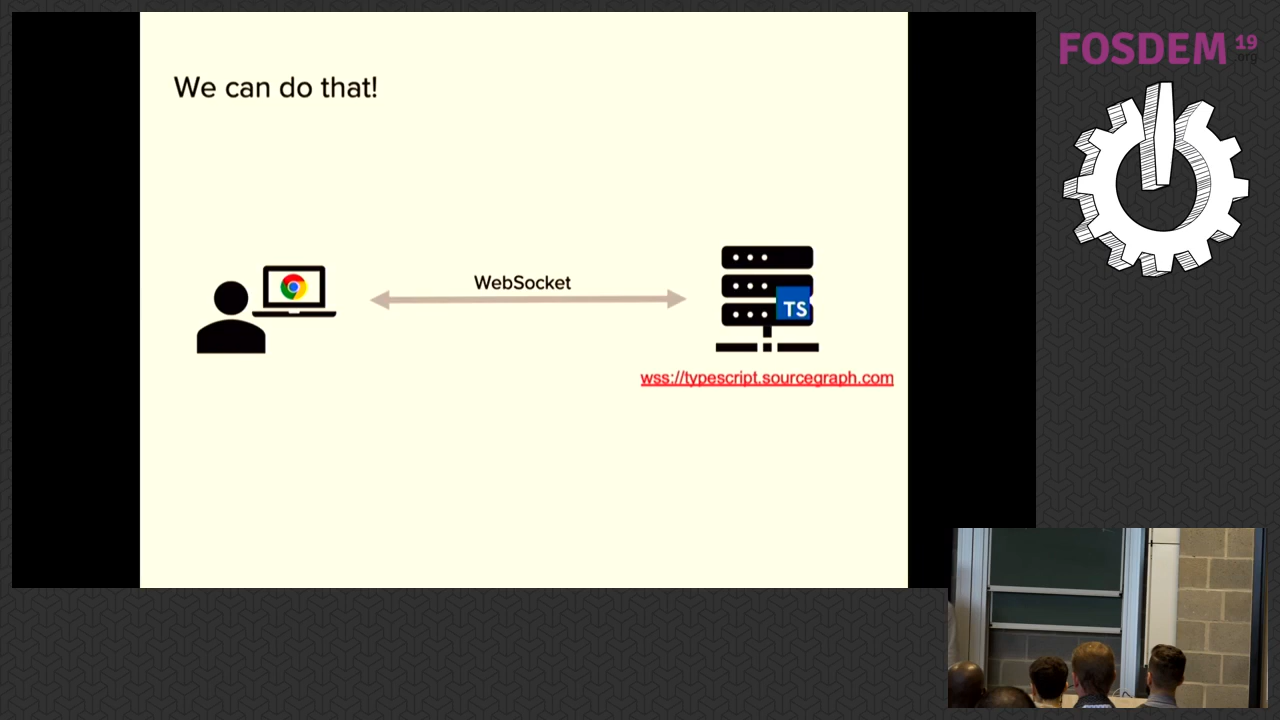 We can do that!
WebSocket
TS
wss://typescript.sourcegraph.com
FOSDEM 19
.org